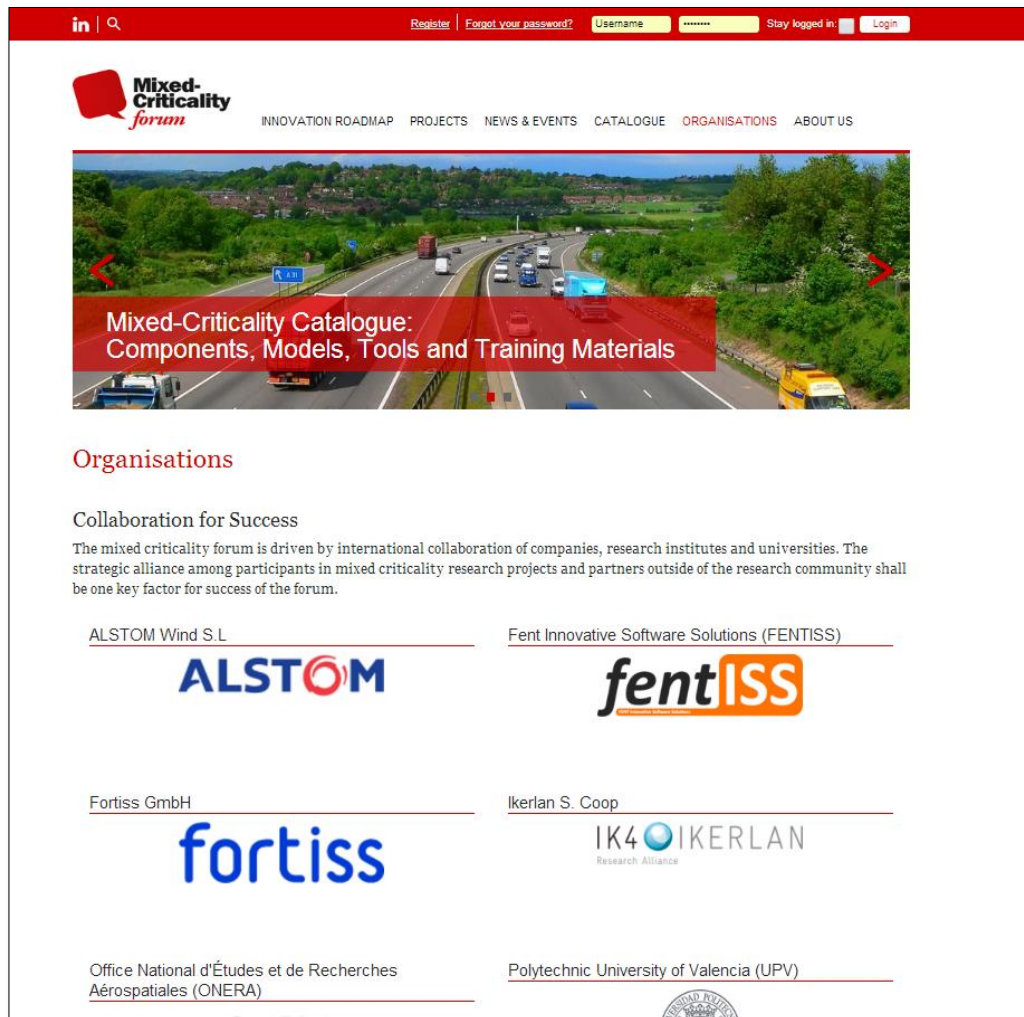 in
Register Forgot your password? Username •••••••• Stay logged in: Login
Mixed-
Criticality
forum
INNOVATION ROADMAP PROJECTS NEWS & EVENTS CATALOGUE ORGANISATIONS ABOUT US
A 31
Mixed-Criticality Catalogue:
Components, Models, Tools and Training Materials
Organisations
Collaboration for Success
The mixed criticality forum is driven by international collaboration of companies, research institutes and universities. The
strategic alliance among participants in mixed criticality research projects and partners outside of the research community shall
be one key factor for success of the forum.
ALSTOM Wind S.L
Fent Innovative Software Solutions (FENTISS)
ALSTOM
fentISS
FENT Innovative Software Solutions
Fortiss GmbH
Ikerlan S. Coop
fortiss
IK4 IKERLAN
Research Alliance
Office National d'Études et de Recherches
Aérospatiales (ONERA)
Polytechnic University of Valencia (UPV)